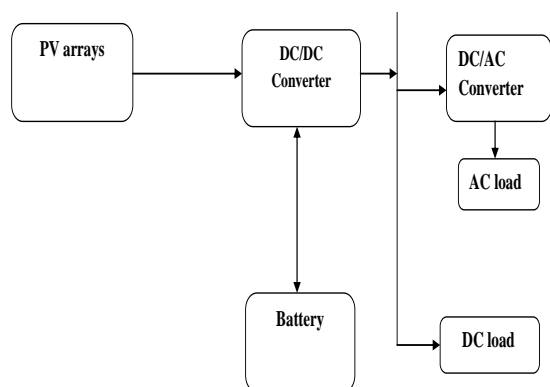 PV arrays
DC/DC
Converter
DC/AC
Converter
AC load
Battery
DC load